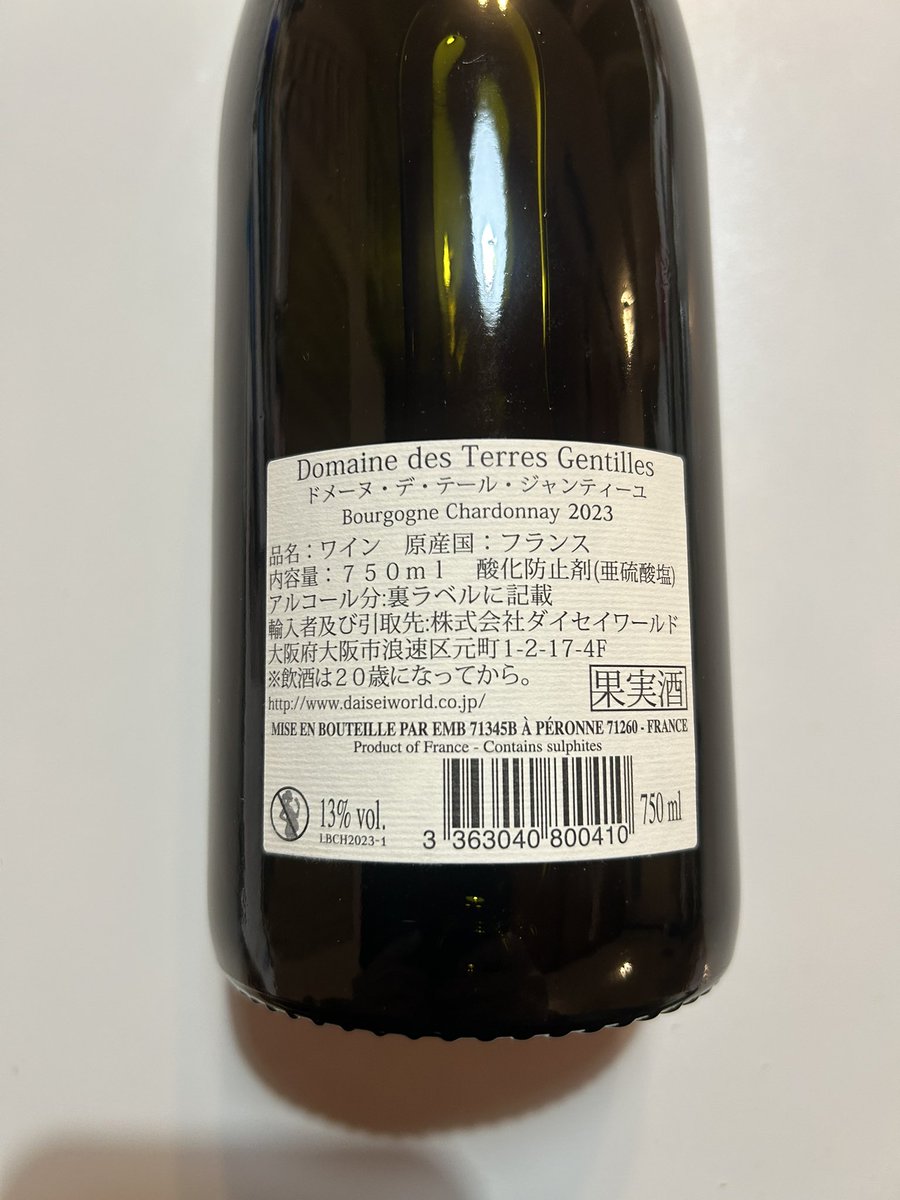 Domaine des Terres Gentilles
ドメーヌ・デ・テール・ジャンティーユ
Bourgogne Chardonnay 2023
品名：ワイン　原産国：フランス
内容量：７５０ｍｌ　酸化防止剤(亜硫酸塩)
アルコール分:裏ラベルに記載
輸入者及び引取先:株式会社ダイセイワールド
大阪府大阪市浪速区元町1-2-17-4F
※飲酒は２０歳になってから。
果実酒
http://www.daiseiworld.co.jp/
MISE EN BOUTEILLE PAR EMB 71345B À PÉRONNE 71260 - FRANCE
Product of France - Contains sulphites
13% vol.
LBCH2023-1
3 363040 800410
750 ml